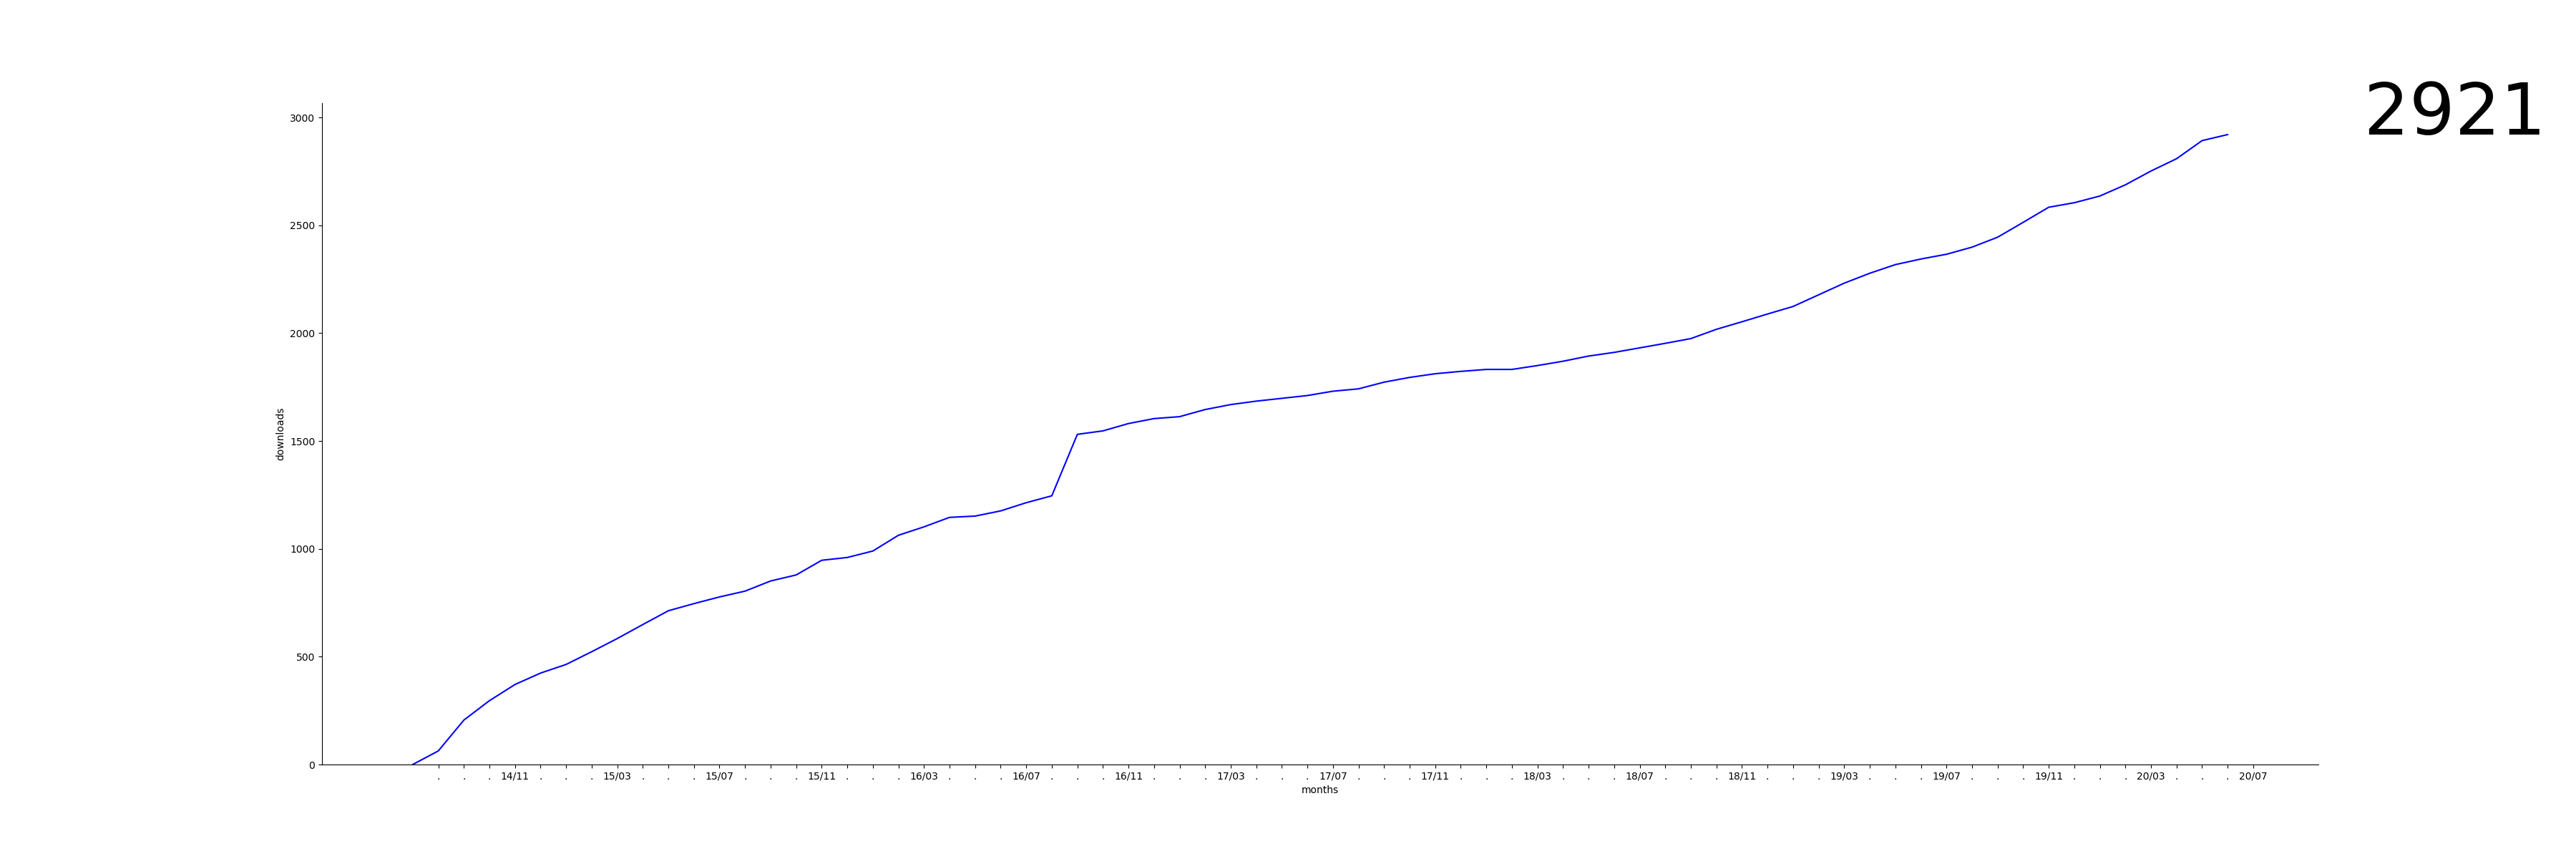 2921
3000
2500
2000
1500
1000
500
0
downloads
. . . 14/11 . . . 15/03 . . . 15/07 . . . 15/11 . . . 16/03 . . . 16/07 . . . 16/11 . . . 17/03 . . . 17/07 . . . 17/11 . . . 18/03 . . . 18/07 . . . 18/11 . . . 19/03 . . . 19/07 . . . 19/11 . . . 20/03 . . . 20/07
months